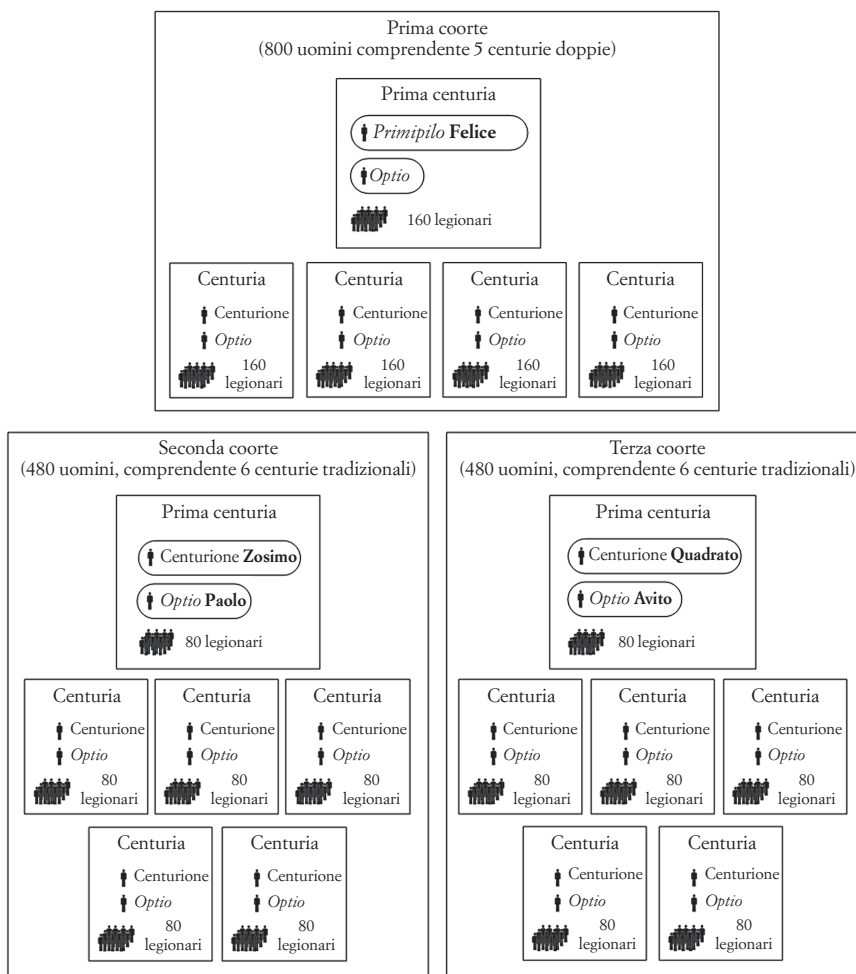 Prima coorte
(800 uomini comprendente 5 centurie doppie)
Prima centuria
Primipilo Felice
Optio
160 legionari
Centuria
Centurione
Optio
160
legionari
Centuria
Centurione
Optio
160
legionari
Centuria
Centurione
Optio
160
legionari
Centuria
Centurione
Optio
160
legionari
Seconda coorte
(480 uomini, comprendente 6 centurie tradizionali)
Prima centuria
Centurione Zosimo
Optio Paolo
80 legionari
Centuria
Centurione
Optio
80
legionari
Centuria
Centurione
Optio
80
legionari
Centuria
Centurione
Optio
80
legionari
Centuria
Centurione
Optio
80
legionari
Centuria
Centurione
Optio
80
legionari
Terza coorte
(480 uomini, comprendente 6 centurie tradizionali)
Prima centuria
Centurione Quadrato
Optio Avito
80 legionari
Centuria
Centurione
Optio
80
legionari
Centuria
Centurione
Optio
80
legionari
Centuria
Centurione
Optio
80
legionari
Centuria
Centurione
Optio
80
legionari
Centuria
Centurione
Optio
80
legionari